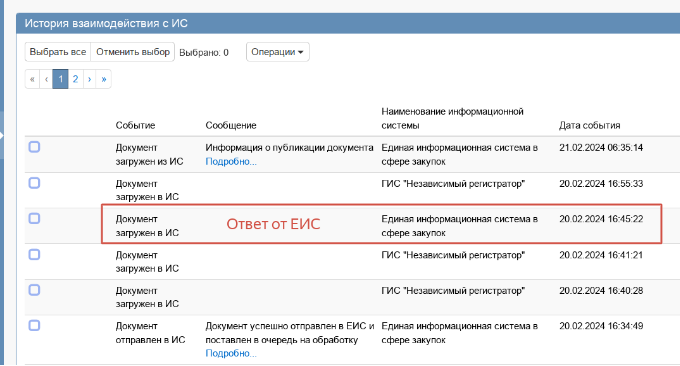 История взаимодействия с ИС
Выбрать все Отменить выбор Выбрано: 0 Операции
« ‹ 1 2 › »
Наименование информационной
Событие Сообщение системы Дата события
Документ Информация о публикации документа Единая информационная система в 21.02.2024 06:35:14
загружен из ИС Подробно... сфере закупок
Документ ГИС "Независимый регистратор" 20.02.2024 16:55:33
загружен в ИС
Документ Ответ от ЕИС Единая информационная система в 20.02.2024 16:45:22
загружен в ИС сфере закупок
Документ ГИС "Независимый регистратор" 20.02.2024 16:41:21
загружен в ИС
Документ ГИС "Независимый регистратор" 20.02.2024 16:40:28
загружен в ИС
Документ Документ успешно отправлен в ЕИС и Единая информационная система в 20.02.2024 16:34:49
отправлен в ИС поставлен в очередь на обработку сфере закупок
Подробно...